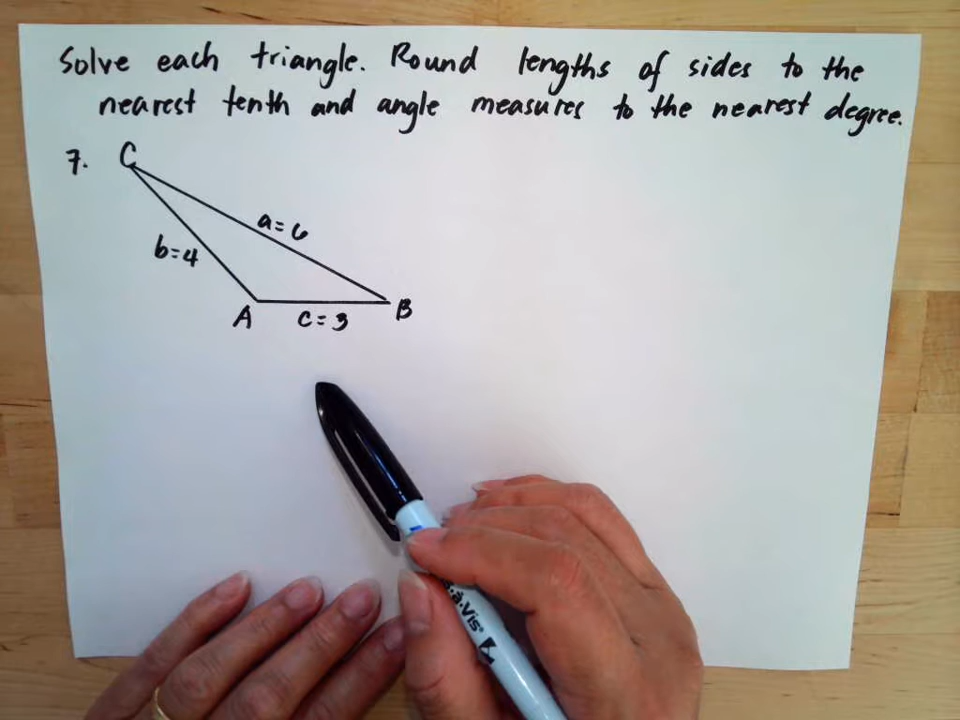 Solve each triangle. Round lengths of sides to the
nearest tenth and angle measures to the nearest degree.
7.
C
a=6
b=4
A
c=3
B